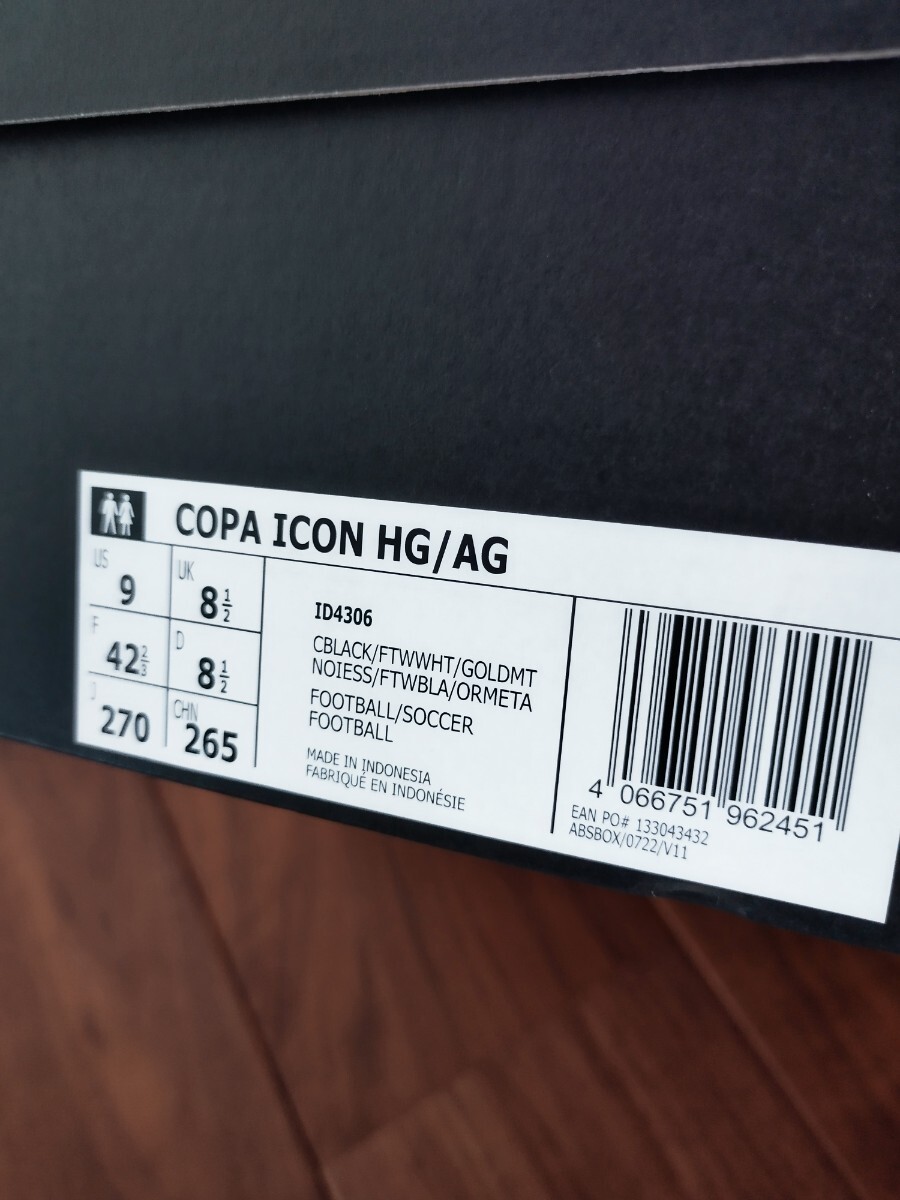 COPA ICON HG/AG
US 9
UK 8 1/2
F 42 2/3
D 8 1/2
J 270
CHN 265
ID4306
CBLACK/FTWWHT/GOLDMT
NOIESS/FTWBLA/ORMETA
FOOTBALL/SOCCER
FOOTBALL
MADE IN INDONESIA
FABRIQUÉ EN INDONÉSIE
4 066751 962451
EAN PO# 133043432
ABSBOX/0722/V11